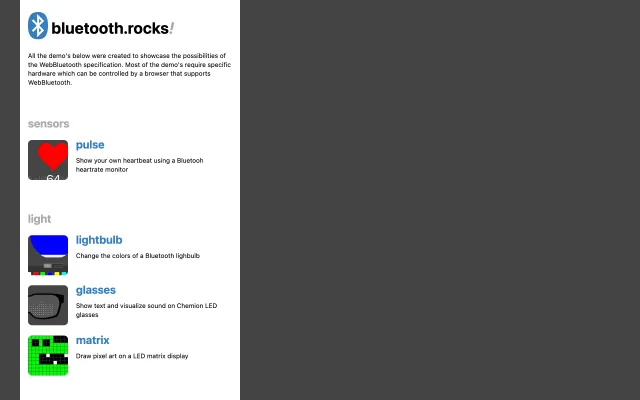 bluetooth.rocks!
All the demo's below were created to showcase the possibilities of
the WebBluetooth specification. Most of the demo's require specific
hardware which can be controlled by a browser that supports
WebBluetooth.
sensors
pulse
Show your own heartbeat using a Bluetooh
heartrate monitor
64
light
lightbulb
Change the colors of a Bluetooth lighbulb
glasses
Show text and visualize sound on Chemion LED
glasses
matrix
Draw pixel art on a LED matrix display